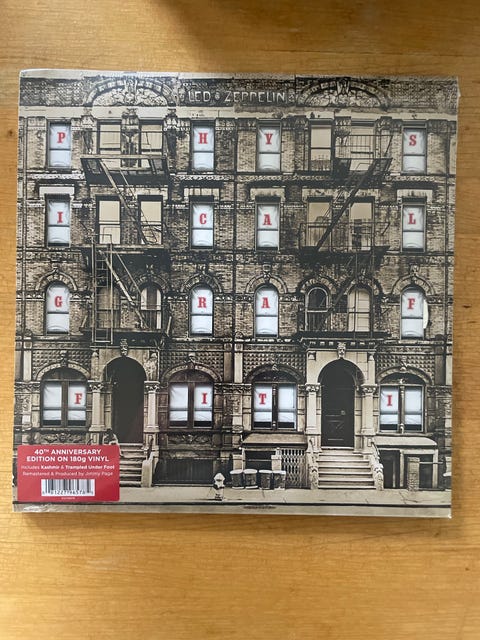 LED ZEPPELIN
P H Y S
I C A L
G R A F
F I T I
40TH ANNIVERSARY
EDITION ON 180g VINYL
Includes Kashmir & Trampled Under Foot
Remastered & Produced by Jimmy Page